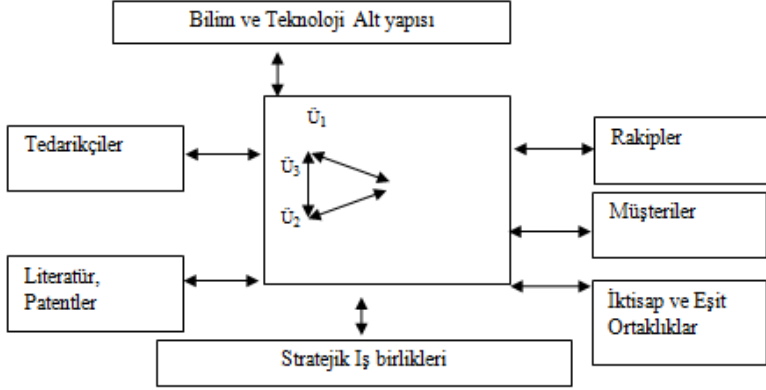 Bilim ve Teknoloji Alt yapısı
Ü1
Tedarikçiler
Rakipler
Ü3
Müşteriler
Ü2
Literatür,
Patentler
İktisap ve Eşit
Ortaklıklar
Stratejik Iş birlikleri